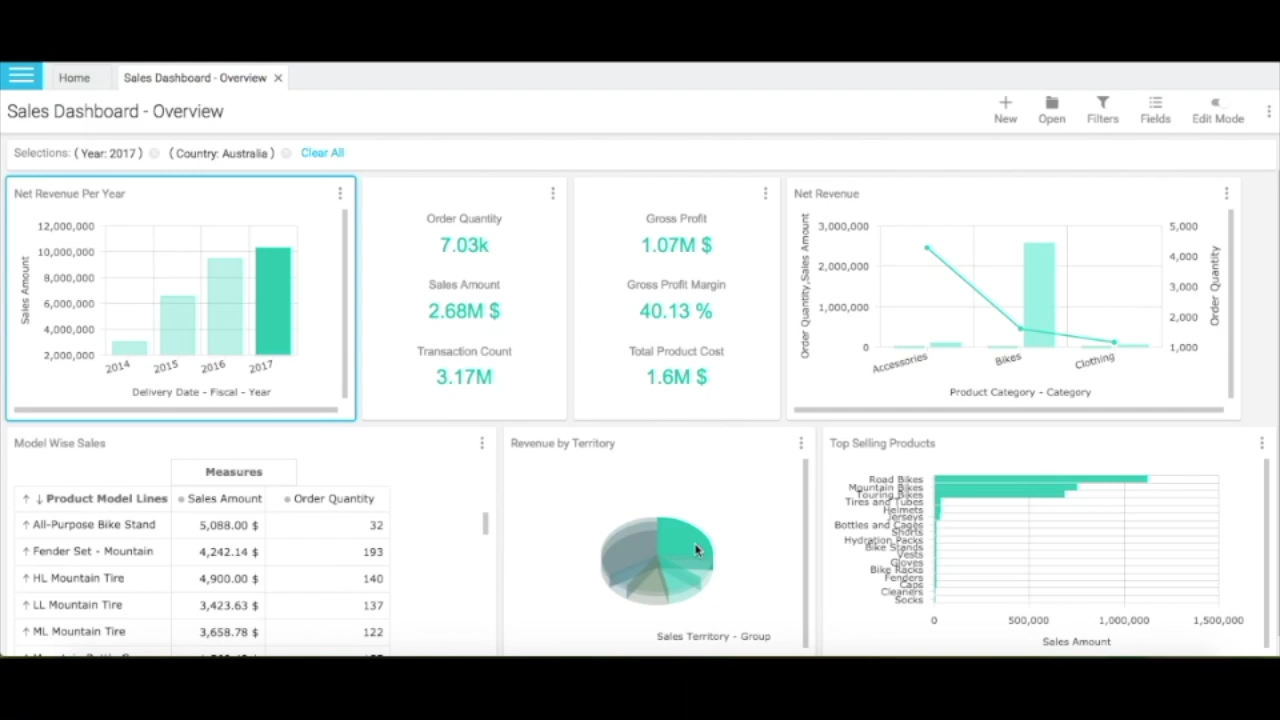 Home
Sales Dashboard - Overview
Sales Dashboard - Overview
New
Open
Filters
Fields
Edit Mode
Selections: ( Year: 2017 ) ( Country: Australia ) Clear All
Net Revenue Per Year
12,000,000
10,000,000
8,000,000
6,000,000
4,000,000
2,000,000
Sales Amount
2014
2015
2016
2017
Delivery Date - Fiscal - Year
Order Quantity
7.03k
Sales Amount
2.68M $
Transaction Count
3.17M
Gross Profit
1.07M $
Gross Profit Margin
40.13 %
Total Product Cost
1.6M $
Net Revenue
Order Quantity,Sales Amount
3,000,000
2,000,000
1,000,000
0
5,000
4,000
3,000
2,000
1,000
Order Quantity
Accessories
Bikes
Clothing
Product Category - Category
Model Wise Sales
Measures
Product Model Lines Sales Amount Order Quantity
All-Purpose Bike Stand 5,088.00 $ 32
Fender Set - Mountain 4,242.14 $ 193
HL Mountain Tire 4,900.00 $ 140
LL Mountain Tire 3,423.63 $ 137
ML Mountain Tire 3,658.78 $ 122
Revenue by Territory
Sales Territory - Group
Top Selling Products
Road Bikes
Mountain Bikes
Touring Bikes
Tires and Tubes
Helmets
Jerseys
Bottles and Cages
Shorts
Hydration Packs
Bike Stands
Vests
Gloves
Bike Racks
Fenders
Caps
Cleaners
Socks
0
500,000
1,000,000
1,500,000
Sales Amount